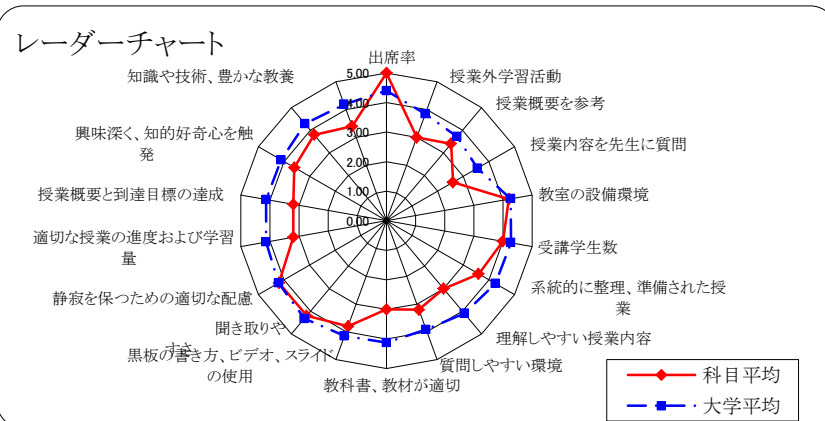 レーダーチャート
出席率
授業外学習活動
授業概要を参考
授業内容を先生に質問
教室の設備環境
受講学生数
系統的に整理、準備された授
業
理解しやすい授業内容
質問しやすい環境
教科書、教材が適切
黒板の書き方、ビデオ、スライド
の使用
聞き取りや
すさ
静寂を保つための適切な配慮
適切な授業の進度および学習
量
授業概要と到達目標の達成
興味深く、知的好奇心を触
発
知識や技術、豊かな教養
5.00
4.00
3.00
2.00
1.00
0.00
科目平均
大学平均